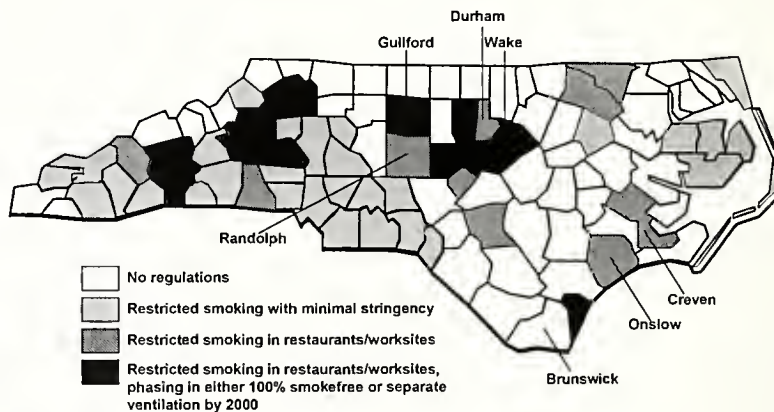 Durham
Guilford
Wake
Randolph
Creven
Onslow
Brunswick
No regulations
Restricted smoking with minimal stringency
Restricted smoking in restaurants/worksites
Restricted smoking in restaurants/worksites,
phasing in either 100% smokefree or separate
ventilation by 2000